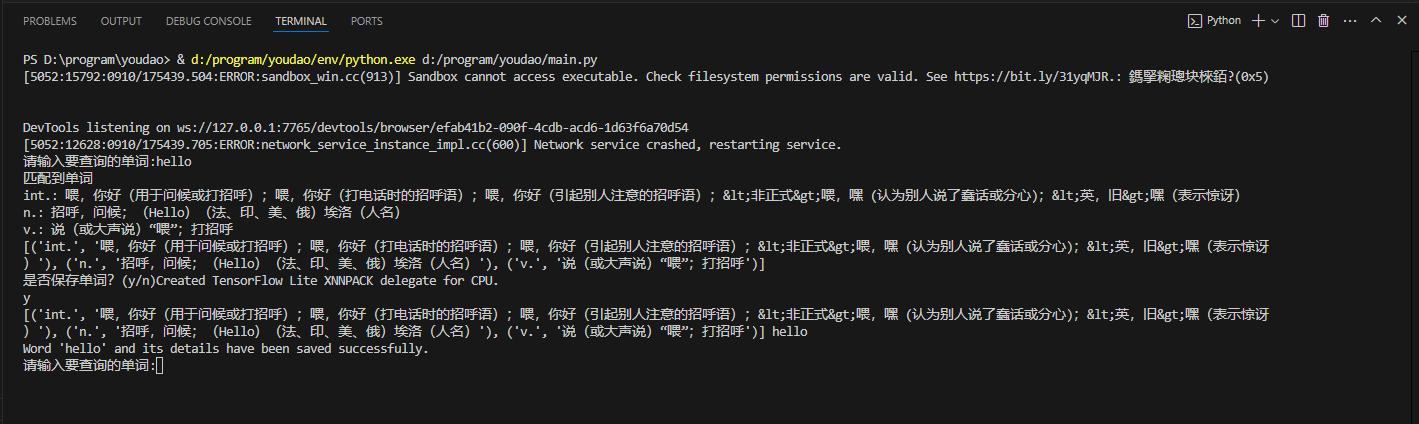 PROBLEMS OUTPUT DEBUG CONSOLE TERMINAL PORTS Python
PS D:\program\youdao> & d:/program/youdao/env/python.exe d:/program/youdao/main.py
[5052:15792:0910/175439.504:ERROR:sandbox_win.cc(913)] Sandbox cannot access executable. Check filesystem permissions are valid. See https://bit.ly/31yqMJR.: 鎷掔粷璁块棶銆?(0x5)
DevTools listening on ws://127.0.0.1:7765/devtools/browser/efab41b2-090f-4cdb-acd6-1d63f6a70d54
[5052:12628:0910/175439.705:ERROR:network_service_instance_impl.cc(600)] Network service crashed, restarting service.
请输入要查询的单词:hello
匹配到单词
int.: 喂，你好（用于问候或打招呼）；喂，你好（打电话时的招呼语）；喂，你好（引起别人注意的招呼语）；&lt;非正式&gt;喂，嘿 (认为别人说了蠢话或分心)；&lt;英，旧&gt;嘿（表示惊讶）
n.: 招呼，问候；（Hello）（法、印、美、俄）埃洛（人名）
v.: 说（或大声说）“喂”；打招呼
[('int.', '喂，你好（用于问候或打招呼）；喂，你好（打电话时的招呼语）；喂，你好（引起别人注意的招呼语）；&lt;非正式&gt;喂，嘿 (认为别人说了蠢话或分心)；&lt;英，旧&gt;嘿（表示惊讶
）'), ('n.', '招呼，问候；（Hello）（法、印、美、俄）埃洛（人名）'), ('v.', '说（或大声说）“喂”；打招呼')]
是否保存单词? (y/n)Created TensorFlow Lite XNNPACK delegate for CPU.
y
[('int.', '喂，你好（用于问候或打招呼）；喂，你好（打电话时的招呼语）；喂，你好（引起别人注意的招呼语）；&lt;非正式&gt;喂，嘿 (认为别人说了蠢话或分心)；&lt;英，旧&gt;嘿（表示惊讶
）'), ('n.', '招呼，问候；（Hello）（法、印、美、俄）埃洛（人名）'), ('v.', '说（或大声说）“喂”；打招呼')] hello
Word 'hello' and its details have been saved successfully.
请输入要查询的单词: